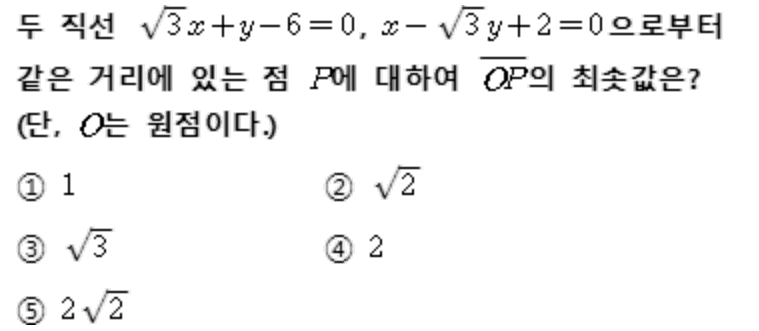 두 직선 √3x+y−6=0, x−√3y+2=0으로부터
같은 거리에 있는 점 P에 대하여 O̅P̅의 최솟값은?
(단, O는 원점이다.)
① 1 ② √2
③ √3 ④ 2
⑤ 2√2